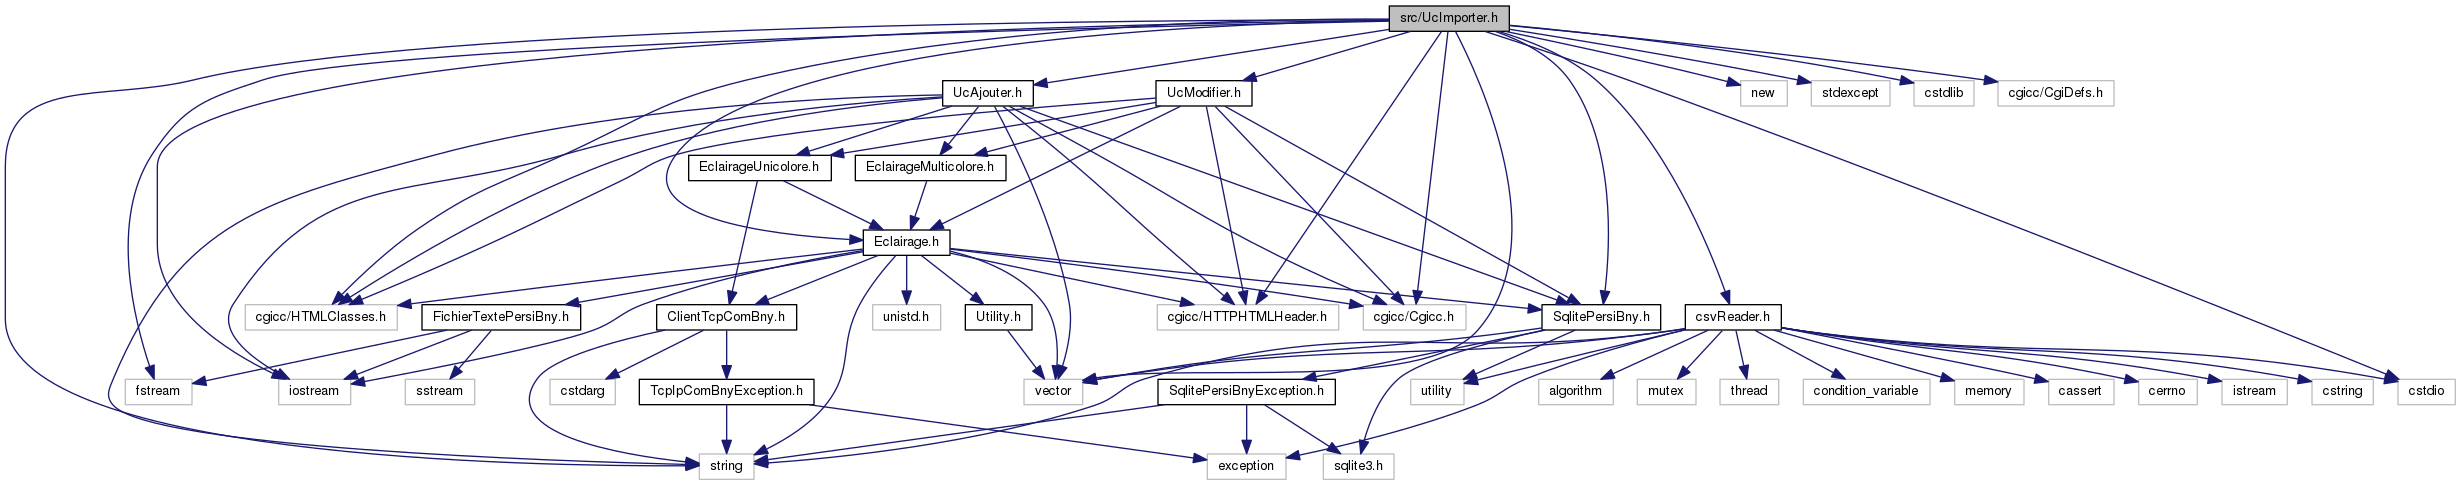 src/UcImporter.h
UcAjouter.h
UcModifier.h
new
stdexcept
cstdlib
cgicc/CgiDefs.h
EclairageUnicolore.h
EclairageMulticolore.h
Eclairage.h
cgicc/HTMLClasses.h
FichierTextePersiBny.h
ClientTcpComBny.h
unistd.h
Utility.h
cgicc/HTTPHTMLHeader.h
cgicc/Cgicc.h
SqlitePersiBny.h
csvReader.h
fstream
iostream
sstream
cstdarg
TcpIpComBnyException.h
vector
SqlitePersiBnyException.h
utility
algorithm
mutex
thread
condition_variable
memory
cassert
cerrno
istream
cstring
cstdio
string
exception
sqlite3.h